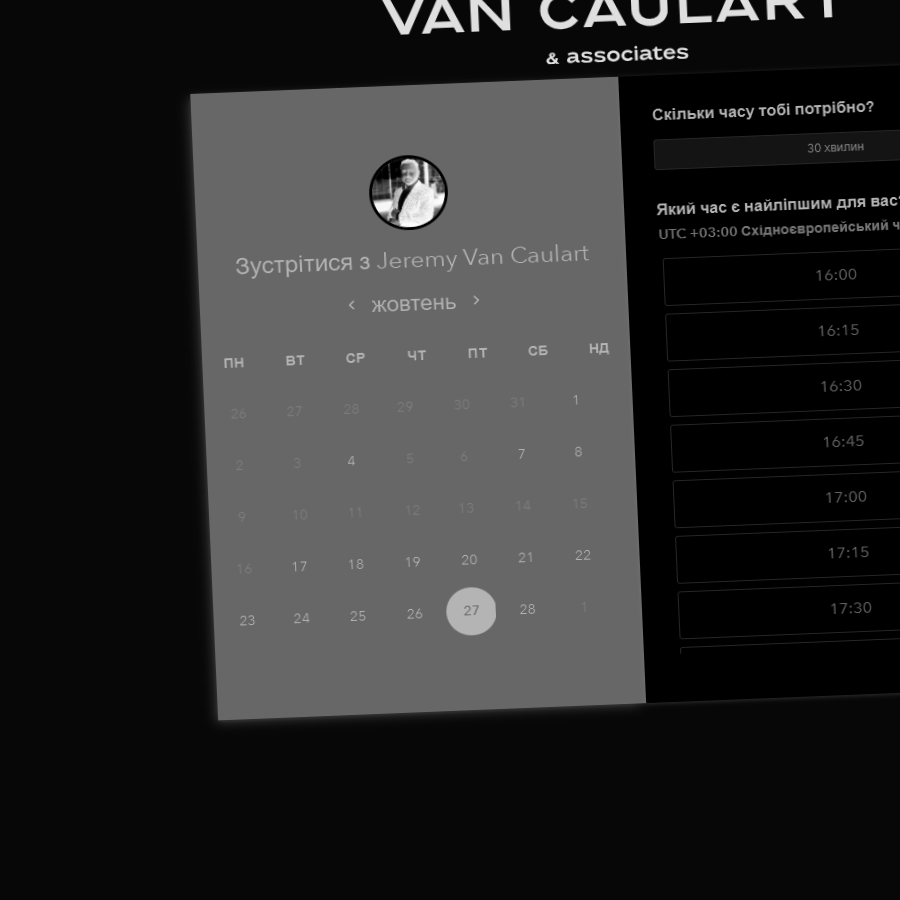 VAN CAULART
& associates
Зустрітися з Jeremy Van Caulart
‹ жовтень ›
ПН ВТ СР ЧТ ПТ СБ НД
26 27 28 29 30 31 1
2 3 4 5 6 7 8
9 10 11 12 13 14 15
16 17 18 19 20 21 22
23 24 25 26 27 28 1
Скільки часу тобі потрібно?
30 хвилин
Який час є найліпшим для вас?
UTC +03:00 Східноєвропейський
16:00
16:15
16:30
16:45
17:00
17:15
17:30